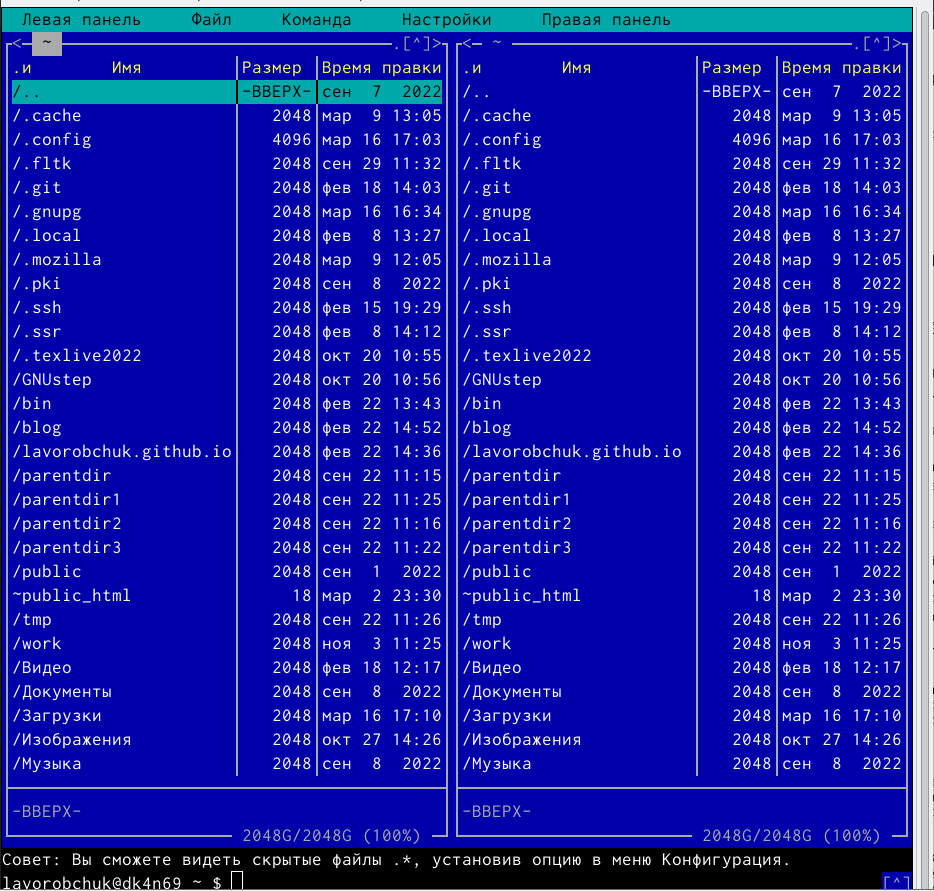 Левая панель     Файл     Команда     Настройки     Правая панель
<─ ~ ─.[^]>  <─ ~ ─.[^]>
.и        Имя        Размер  Время правки  .и        Имя        Размер  Время правки
/..  -ВВЕРХ-  сен  7  2022  /..  -ВВЕРХ-  сен  7  2022
/.cache  2048  мар  9 13:05  /.cache  2048  мар  9 13:05
/.config  4096  мар 16 17:03  /.config  4096  мар 16 17:03
/.fltk  2048  сен 29 11:32  /.fltk  2048  сен 29 11:32
/.git  2048  фев 18 14:03  /.git  2048  фев 18 14:03
/.gnupg  2048  мар 16 16:34  /.gnupg  2048  мар 16 16:34
/.local  2048  фев  8 13:27  /.local  2048  фев  8 13:27
/.mozilla  2048  мар  9 12:05  /.mozilla  2048  мар  9 12:05
/.pki  2048  сен  8  2022  /.pki  2048  сен  8  2022
/.ssh  2048  фев 15 19:29  /.ssh  2048  фев 15 19:29
/.ssr  2048  фев  8 14:12  /.ssr  2048  фев  8 14:12
/.texlive2022  2048  окт 20 10:55  /.texlive2022  2048  окт 20 10:55
/GNUstep  2048  окт 20 10:56  /GNUstep  2048  окт 20 10:56
/bin  2048  фев 22 13:43  /bin  2048  фев 22 13:43
/blog  2048  фев 22 14:52  /blog  2048  фев 22 14:52
/lavorobchuk.github.io  2048  фев 22 14:36  /lavorobchuk.github.io  2048  фев 22 14:36
/parentdir  2048  сен 22 11:15  /parentdir  2048  сен 22 11:15
/parentdir1  2048  сен 22 11:25  /parentdir1  2048  сен 22 11:25
/parentdir2  2048  сен 22 11:16  /parentdir2  2048  сен 22 11:16
/parentdir3  2048  сен 22 11:22  /parentdir3  2048  сен 22 11:22
/public  2048  сен  1  2022  /public  2048  сен  1  2022
~public_html  18  мар  2 23:30  ~public_html  18  мар  2 23:30
/tmp  2048  сен 22 11:26  /tmp  2048  сен 22 11:26
/work  2048  ноя  3 11:25  /work  2048  ноя  3 11:25
/Видео  2048  фев 18 12:17  /Видео  2048  фев 18 12:17
/Документы  2048  сен  8  2022  /Документы  2048  сен  8  2022
/Загрузки  2048  мар 16 17:10  /Загрузки  2048  мар 16 17:10
/Изображения  2048  окт 27 14:26  /Изображения  2048  окт 27 14:26
/Музыка  2048  сен  8  2022  /Музыка  2048  сен  8  2022
-ВВЕРХ-  -ВВЕРХ-
2048G/2048G (100%)  2048G/2048G (100%)
Совет: Вы сможете видеть скрытые файлы .*, установив опцию в меню Конфигурация.
lavorobchuk@dk4n69 ~ $  [^]